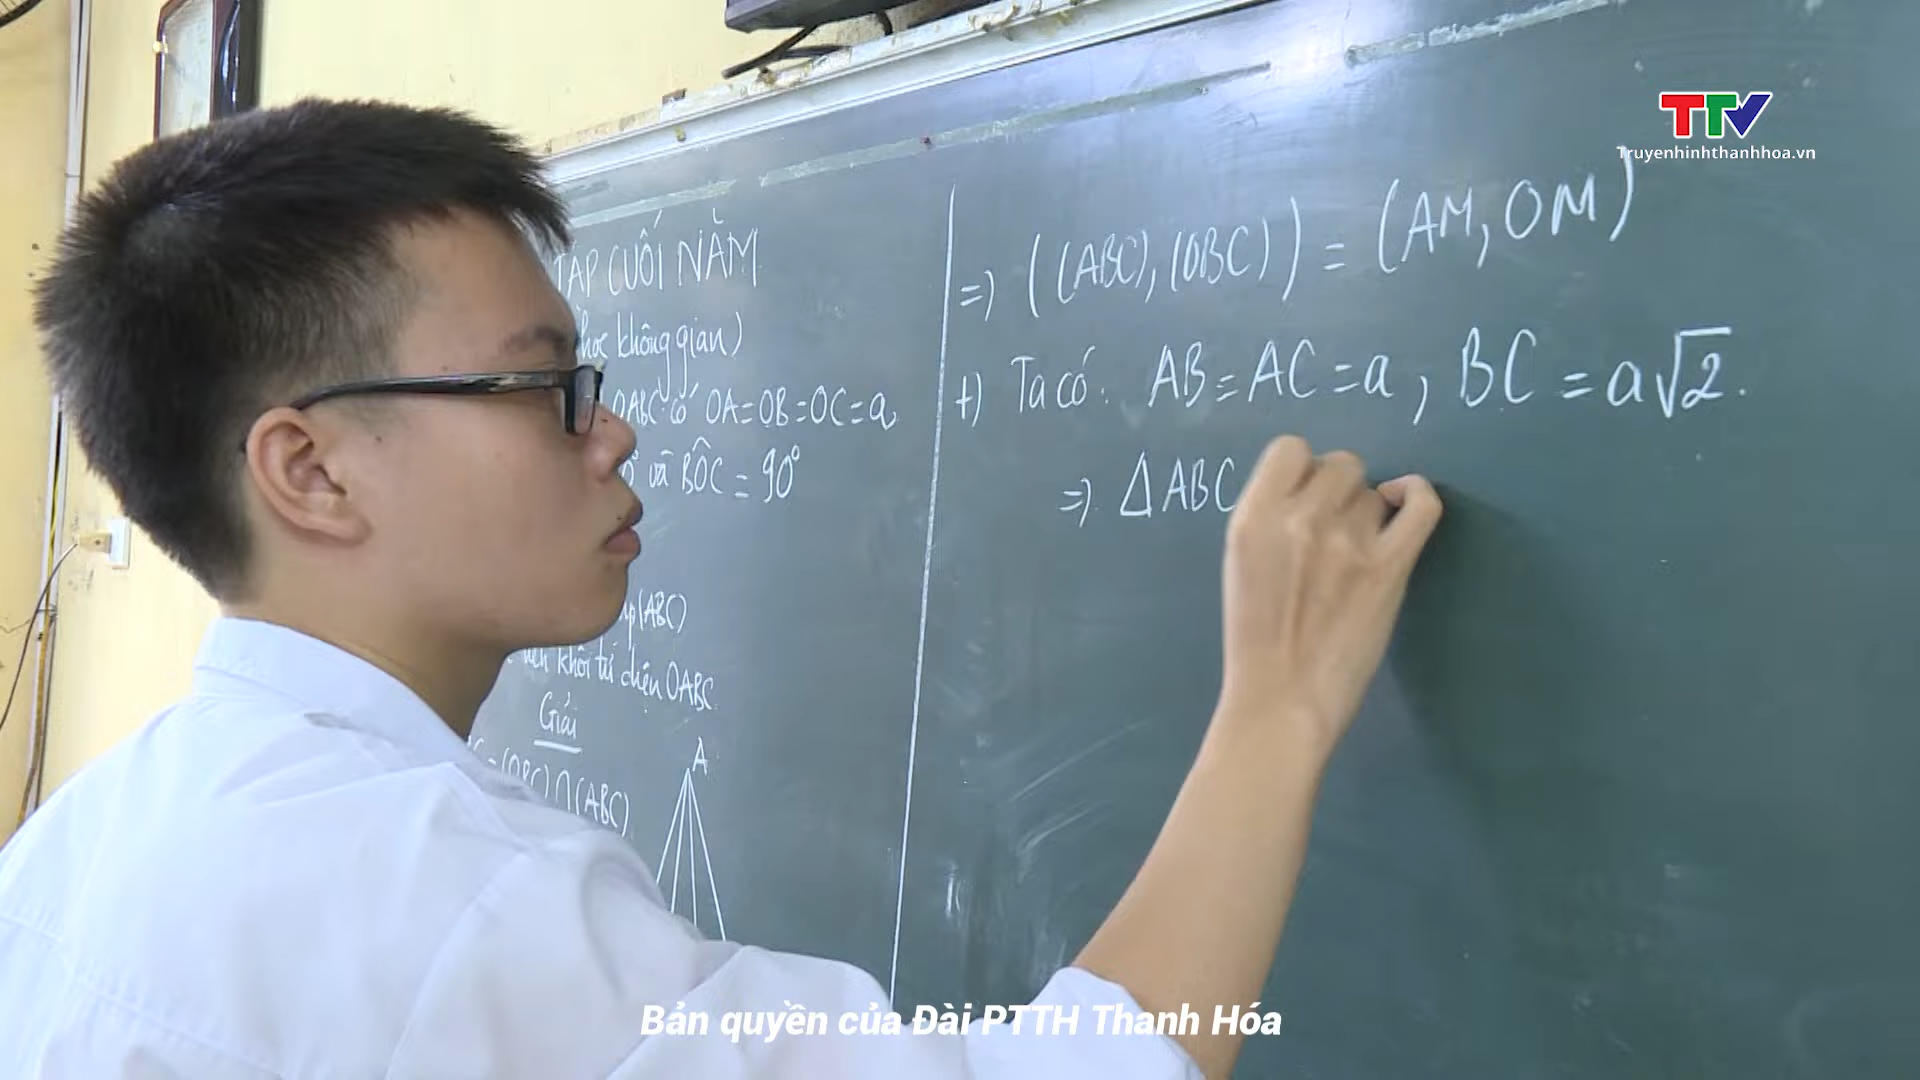 TTV
Truyenhinhthanhhoa.vn
TẬP CUỐI NĂM
học không gian)
OABC có OA=OB=OC=a
và BÔC = 90°
(ABC)
khối tứ diện OABC
Giải
(OBC)∩(ABC)
A
=> ((ABC),(OBC)) = (AM,OM)
+) Ta có: AB=AC=a, BC=a√2.
=> ΔABC
Bản quyền của Đài PTTH Thanh Hóa